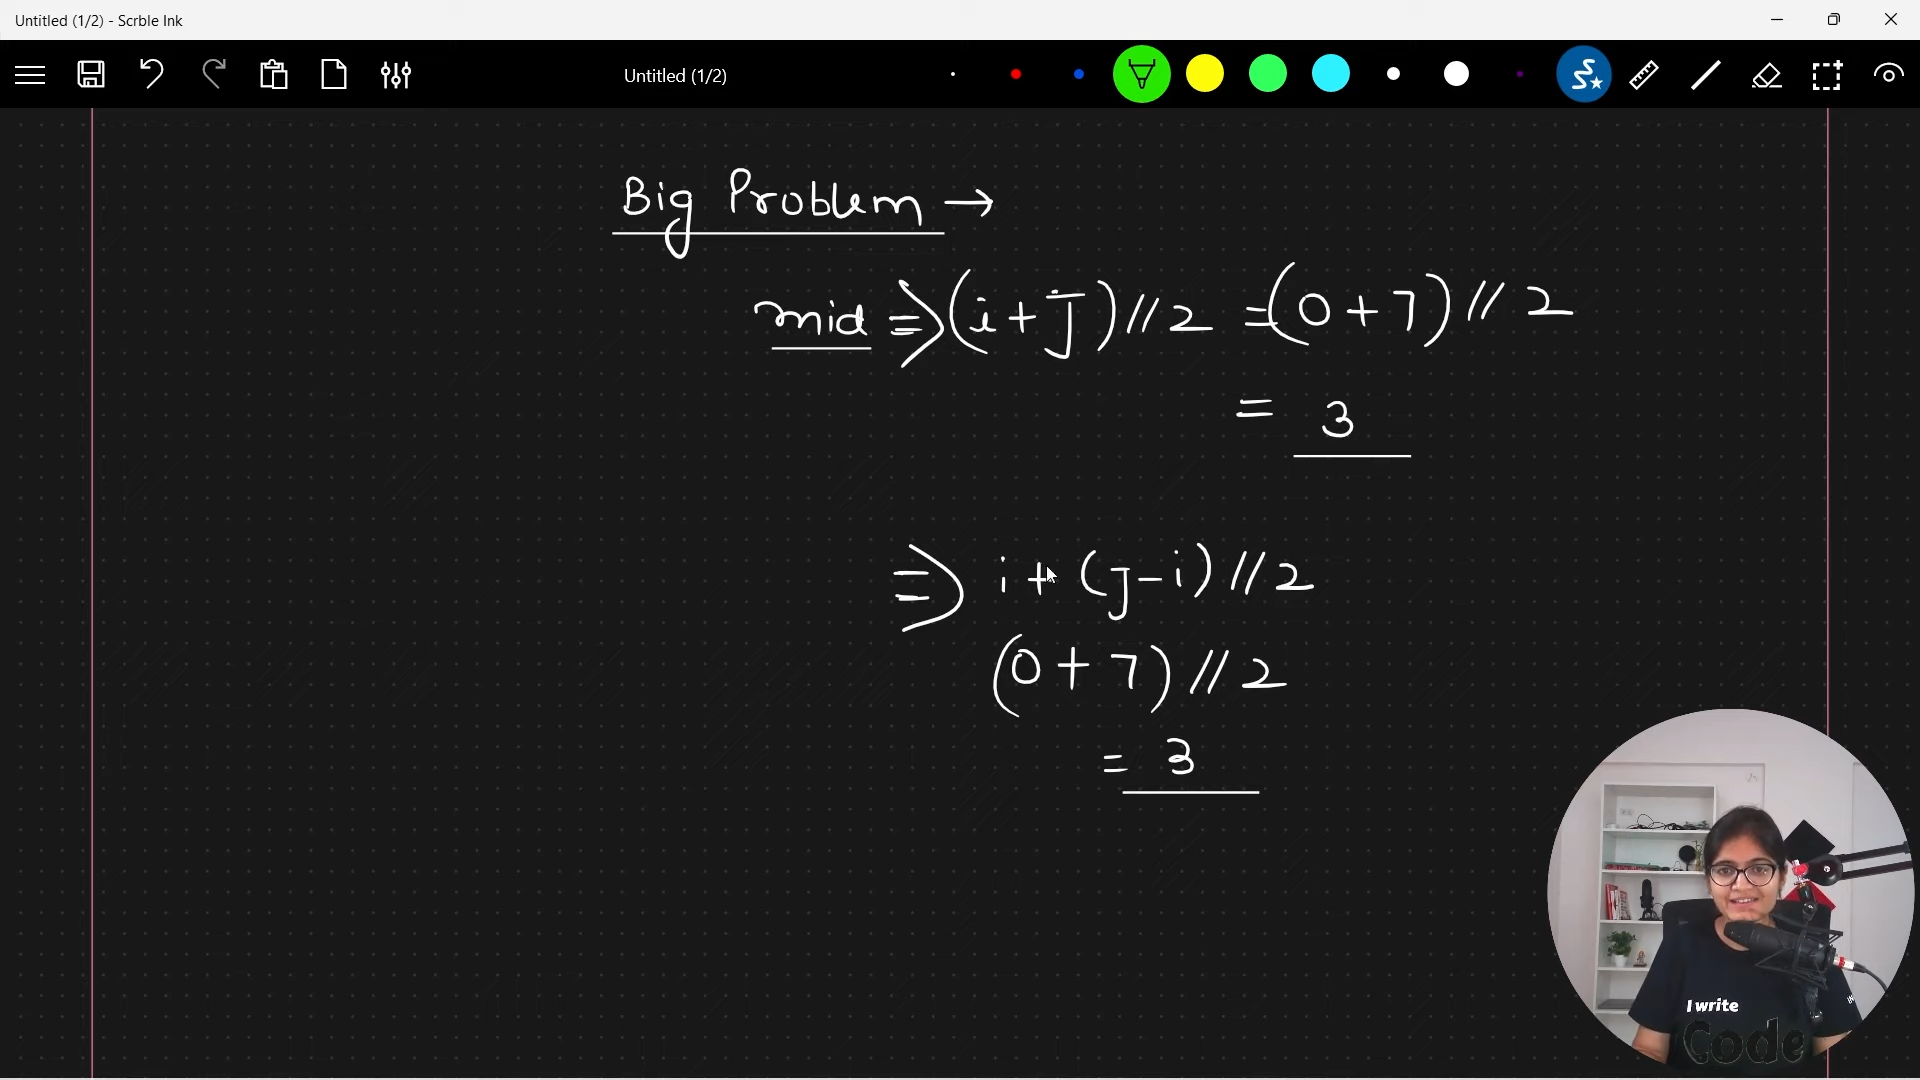 Untitled (1/2) - Scrble Ink
Untitled (1/2)
Big Problem →
mid ⇒ (i + j) // 2 = (0 + 7) // 2
= 3
⇒ i + (j - i) // 2
(0 + 7) // 2
= 3
I write
Code